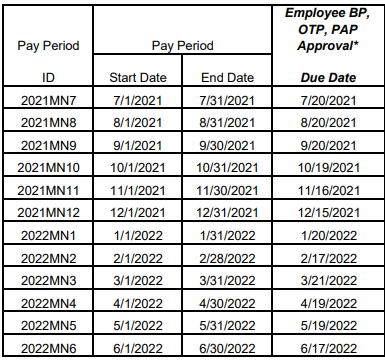 Employee BP,
OTP, PAP
Pay Period Pay Period Approval*
ID Start Date End Date Due Date
2021MN7 7/1/2021 7/31/2021 7/20/2021
2021MN8 8/1/2021 8/31/2021 8/20/2021
2021MN9 9/1/2021 9/30/2021 9/20/2021
2021MN10 10/1/2021 10/31/2021 10/19/2021
2021MN11 11/1/2021 11/30/2021 11/16/2021
2021MN12 12/1/2021 12/31/2021 12/15/2021
2022MN1 1/1/2022 1/31/2022 1/20/2022
2022MN2 2/1/2022 2/28/2022 2/17/2022
2022MN3 3/1/2022 3/31/2022 3/21/2022
2022MN4 4/1/2022 4/30/2022 4/19/2022
2022MN5 5/1/2022 5/31/2022 5/19/2022
2022MN6 6/1/2022 6/30/2022 6/17/2022